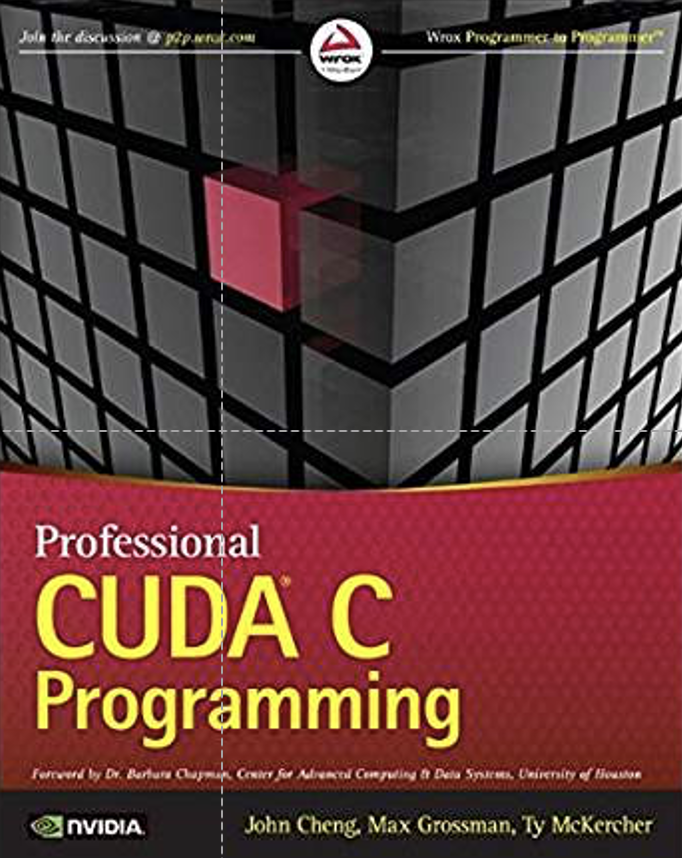 Join the discussion @ p2p.wrox.com
Wrox Programmer to Programmer™
wrox
Professional
CUDA® C
Programming
Foreword by Dr. Barbara Chapman, Center for Advanced Computing & Data Systems, University of Houston
NVIDIA.
John Cheng, Max Grossman, Ty McKercher